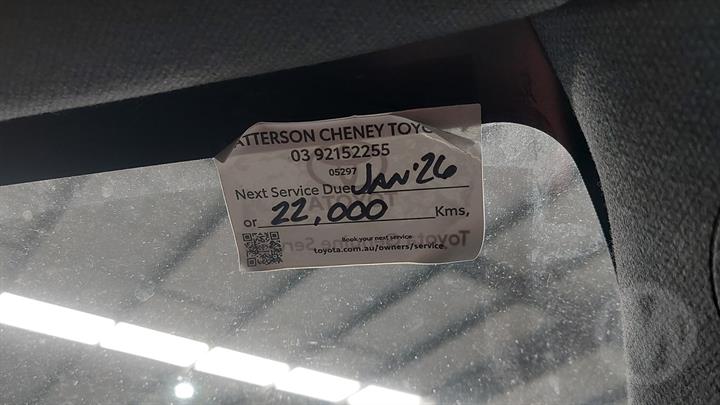 ATTERSON CHENEY TOYO
03 92152255
05297
Next Service Due JAN '26
or 22,000 Kms,
Book your next service
toyota.com.au/owners/service